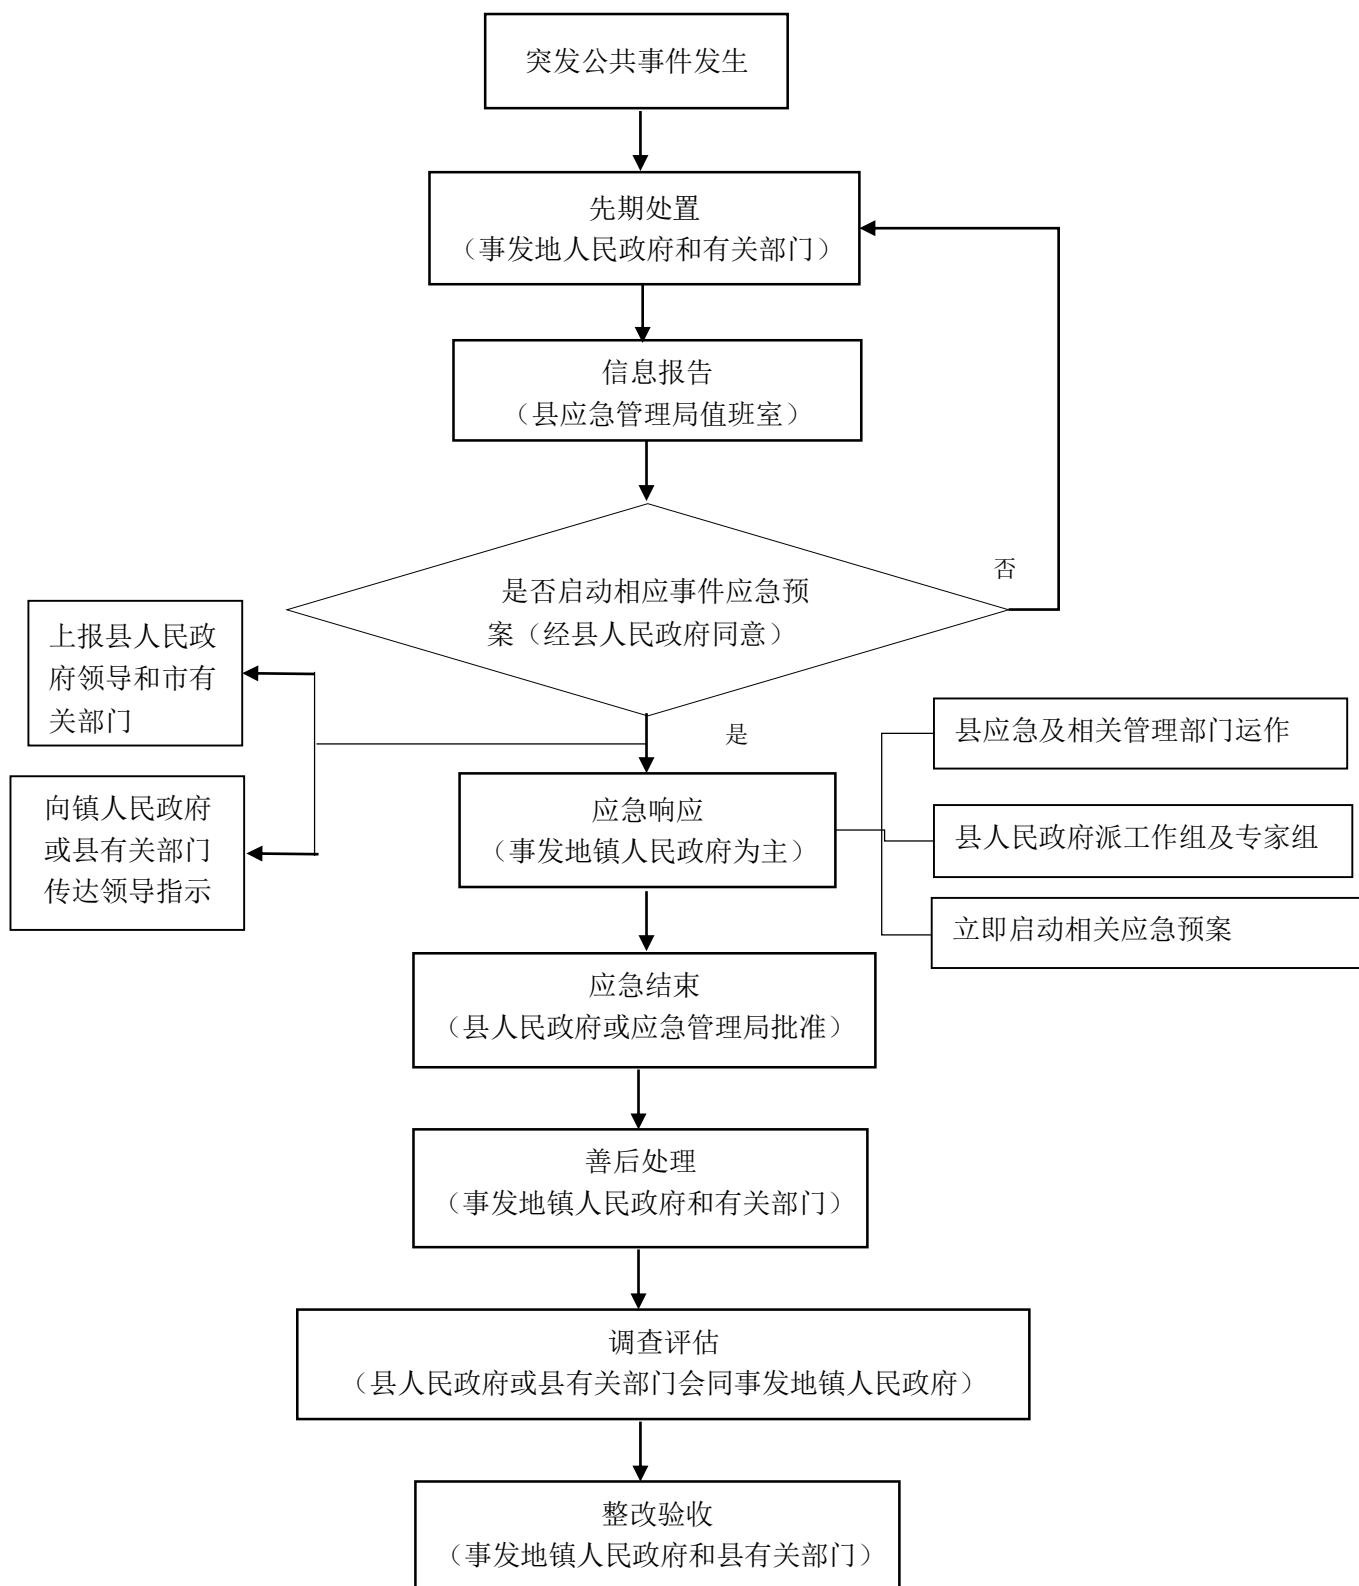 突发公共事件发生
先期处置
（事发地人民政府和有关部门）
信息报告
（县应急管理局值班室）
否
是否启动相应事件应急预
案（经县人民政府同意）
上报县人民政
府领导和市有
关部门
是
县应急及相关管理部门运作
向镇人民政府
或县有关部门
传达领导指示
应急响应
（事发地镇人民政府为主）
县人民政府派工作组及专家组
立即启动相关应急预案
应急结束
（县人民政府或应急管理局批准）
善后处理
（事发地镇人民政府和有关部门）
调查评估
（县人民政府或县有关部门会同事发地镇人民政府）
整改验收
（事发地镇人民政府和县有关部门）